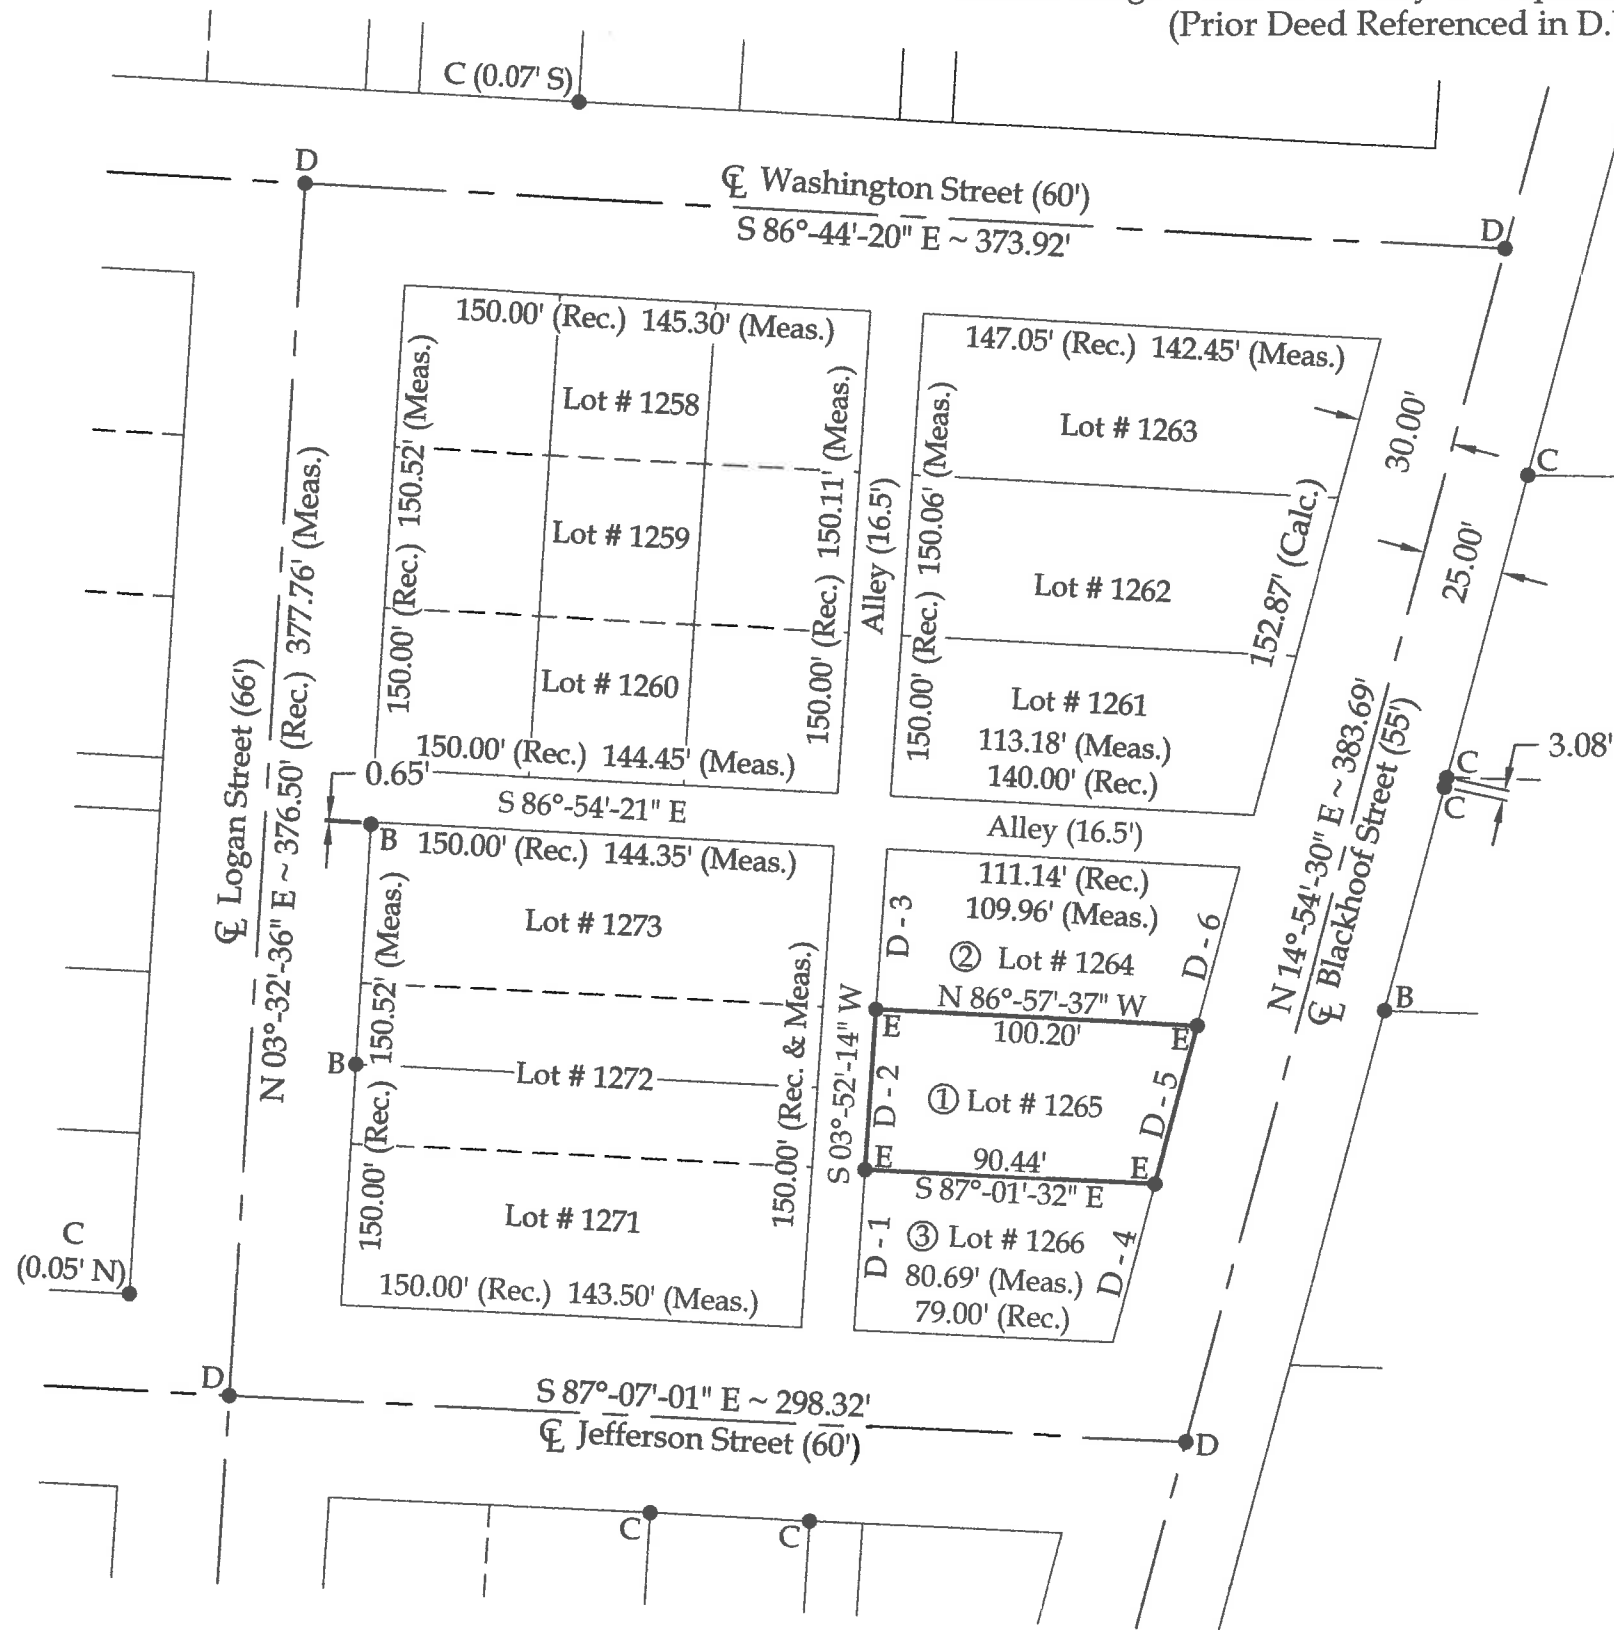 (Prior Deed Referenced in D.
C (0.07' S)
D
℄ Washington Street (60')
S 86°-44'-20" E ~ 373.92'
D
150.00' (Rec.) 145.30' (Meas.)
147.05' (Rec.) 142.45' (Meas.)
150.00' (Rec.) 150.52' (Meas.)
Lot # 1258
Lot # 1259
Lot # 1260
150.00' (Rec.) 150.11' (Meas.)
Alley (16.5')
150.00' (Rec.) 150.06' (Meas.)
Lot # 1263
Lot # 1262
Lot # 1261
113.18' (Meas.)
140.00' (Rec.)
152.87' (Calc.)
30.00'
25.00'
C
150.00' (Rec.) 144.45' (Meas.)
0.65'
S 86°-54'-21" E
Alley (16.5')
℄ Logan Street (66')
N 03°-32'-36" E ~ 376.50' (Rec.) 377.76' (Meas.)
N 14°-54'-30" E ~ 383.69'
℄ Blackhoof Street (55')
C
C
3.08'
B
B
150.00' (Rec.) 144.35' (Meas.)
150.00' (Rec.) 150.52' (Meas.)
Lot # 1273
B
Lot # 1272
Lot # 1271
150.00' (Rec. & Meas.)
150.00' (Rec.) 143.50' (Meas.)
S 03°-52'-14" W
111.14' (Rec.)
109.96' (Meas.)
D - 3
D - 6
② Lot # 1264
N 86°-57'-37" W
E
100.20'
E
D - 2
① Lot # 1265
D - 5
E
90.44'
E
S 87°-01'-32" E
D - 1
③ Lot # 1266
D - 4
80.69' (Meas.)
79.00' (Rec.)
C
(0.05' N)
D
S 87°-07'-01" E ~ 298.32'
℄ Jefferson Street (60')
D
C
C